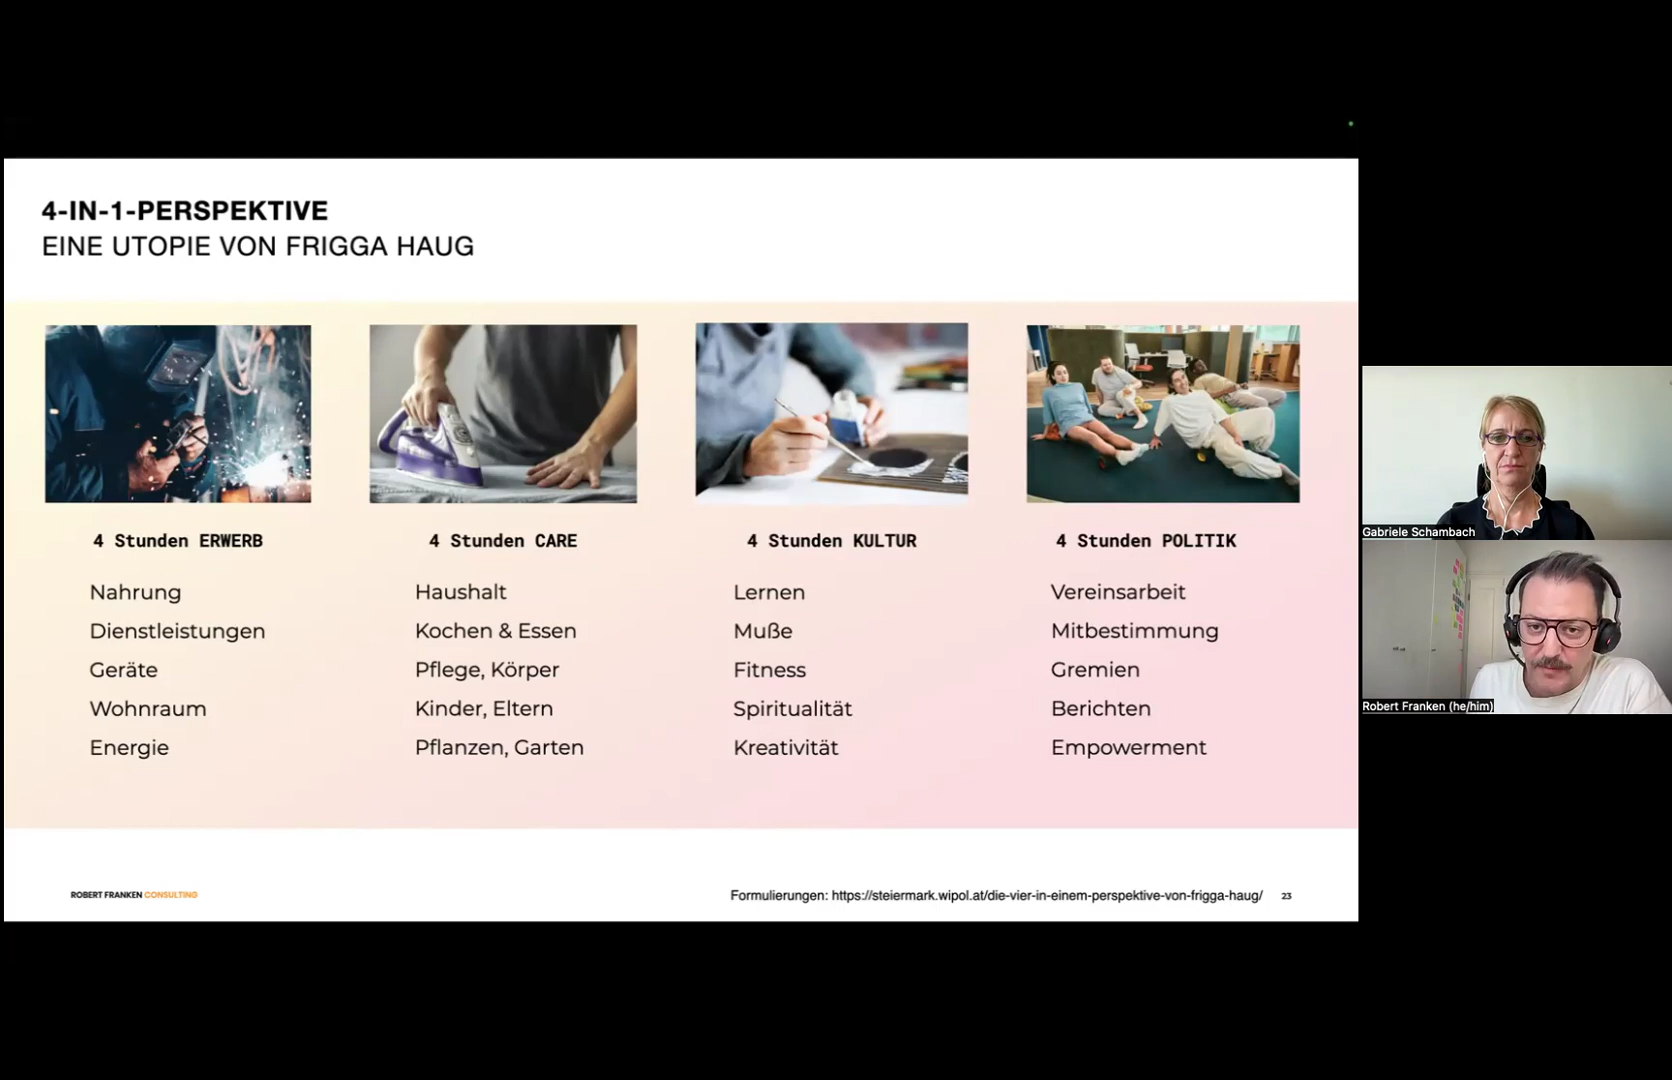 4-IN-1-PERSPEKTIVE
EINE UTOPIE VON FRIGGA HAUG
4 Stunden ERWERB
Nahrung
Dienstleistungen
Geräte
Wohnraum
Energie
4 Stunden CARE
Haushalt
Kochen & Essen
Pflege, Körper
Kinder, Eltern
Pflanzen, Garten
4 Stunden KULTUR
Lernen
Muße
Fitness
Spiritualität
Kreativität
4 Stunden POLITIK
Vereinsarbeit
Mitbestimmung
Gremien
Berichten
Empowerment
ROBERT FRANKEN CONSULTING
Formulierungen: https://steiermark.wipol.at/die-vier-in-einem-perspektive-von-frigga-haug/
23
Gabriele Schambach
Robert Franken (he/him)